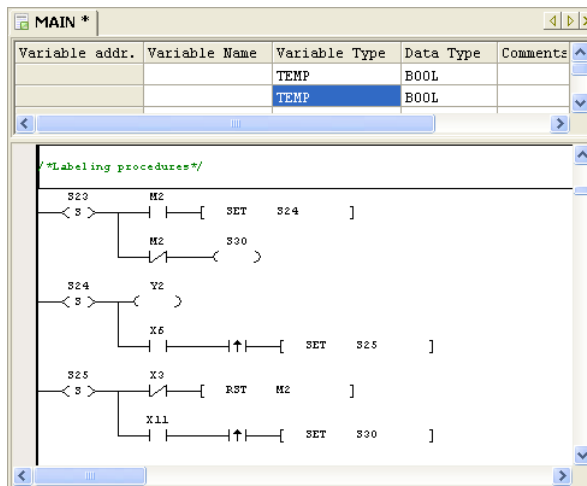 MAIN *
Variable addr. Variable Name Variable Type Data Type Comments
TEMP BOOL
TEMP BOOL
/*Labeling procedures*/
S23 M2
S SET S24
M2 S30
S24 Y2
S
X6
SET S25
S25 X3
S RST M2
X11
SET S30